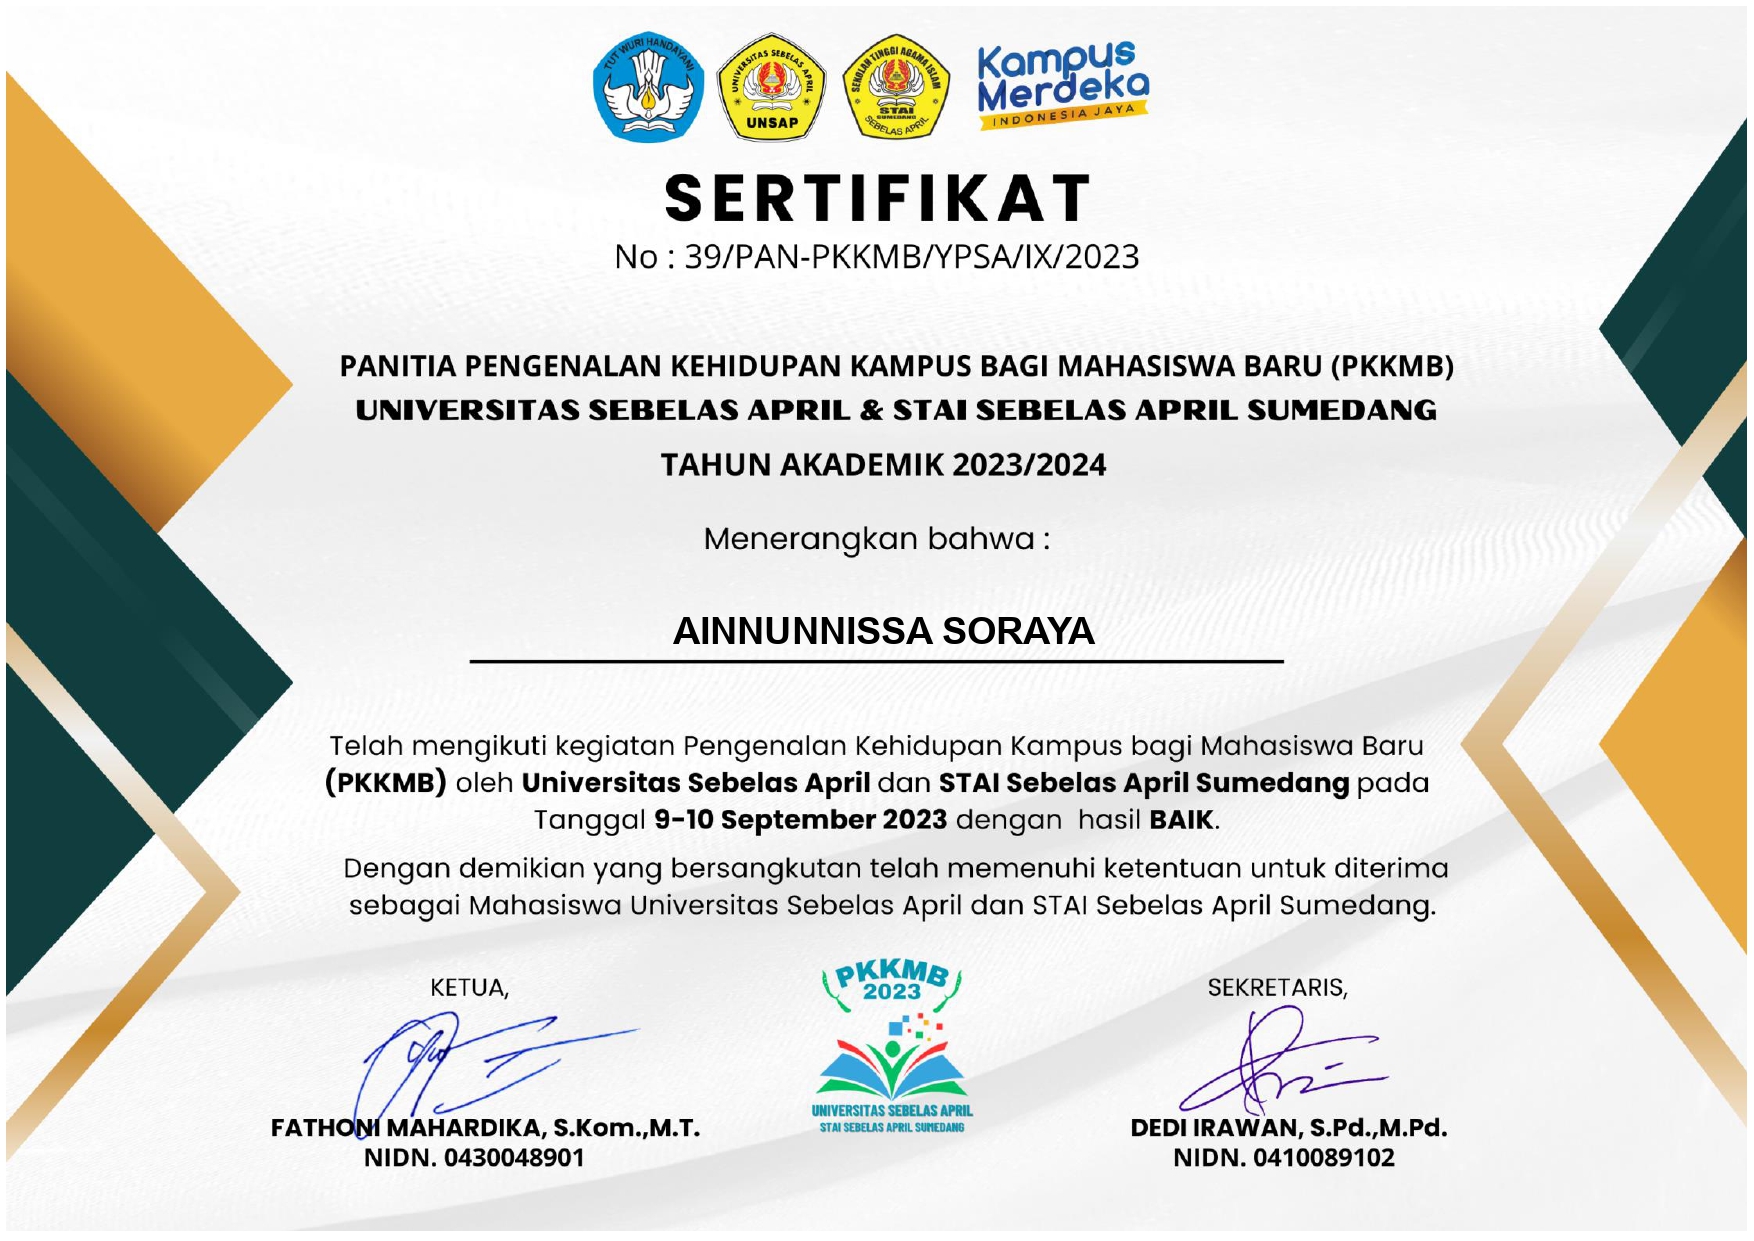 TUT WURI HANDAYANI
UNIVERSITAS SEBELAS APRIL
UNSAP
SEKOLAH TINGGI AGAMA ISLAM
STAI
SUMEDANG
SEBELAS APRIL
Kampus
Merdeka
INDONESIA JAYA
SERTIFIKAT
No : 39/PAN-PKKMB/YPSA/IX/2023
PANITIA PENGENALAN KEHIDUPAN KAMPUS BAGI MAHASISWA BARU (PKKMB)
UNIVERSITAS SEBELAS APRIL & STAI SEBELAS APRIL SUMEDANG
TAHUN AKADEMIK 2023/2024
Menerangkan bahwa :
AINNUNNISSA SORAYA
Telah mengikuti kegiatan Pengenalan Kehidupan Kampus bagi Mahasiswa Baru
(PKKMB) oleh Universitas Sebelas April dan STAI Sebelas April Sumedang pada
Tanggal 9-10 September 2023 dengan hasil BAIK.
Dengan demikian yang bersangkutan telah memenuhi ketentuan untuk diterima
sebagai Mahasiswa Universitas Sebelas April dan STAI Sebelas April Sumedang.
KETUA,
FATHONI MAHARDIKA, S.Kom.,M.T.
NIDN. 0430048901
PKKMB
2023
UNIVERSITAS SEBELAS APRIL
STAI SEBELAS APRIL SUMEDANG
SEKRETARIS,
DEDI IRAWAN, S.Pd.,M.Pd.
NIDN. 0410089102